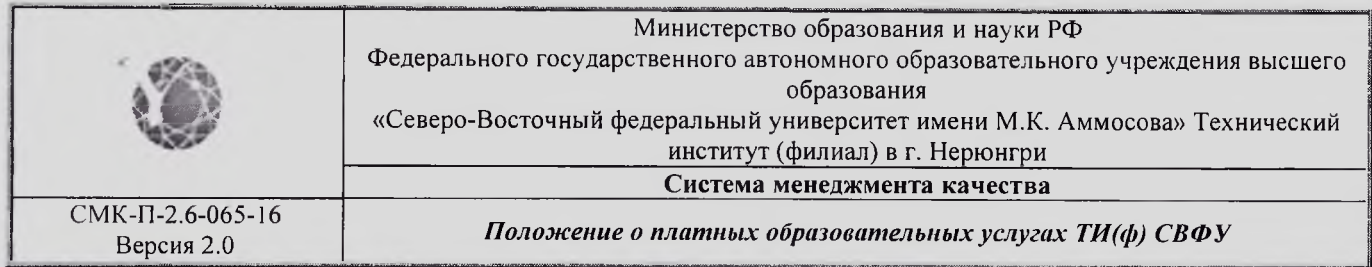 Министерство образования и науки РФ
Федерального государственного автономного образовательного учреждения высшего
образования
«Северо-Восточный федеральный университет имени М.К. Аммосова» Технический
институт (филиал) в г. Нерюнгри
Система менеджмента качества
СМК-П-2.6-065-16
Версия 2.0
Положение о платных образовательных услугах ТИ(ф) СВФУ